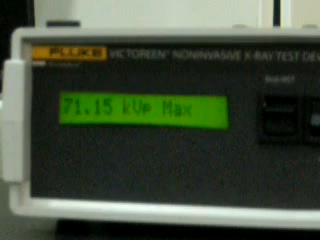 FLUKE VICTOREEN® NONINVASIVE X-RAY TEST DEV
71.15 kVp Max